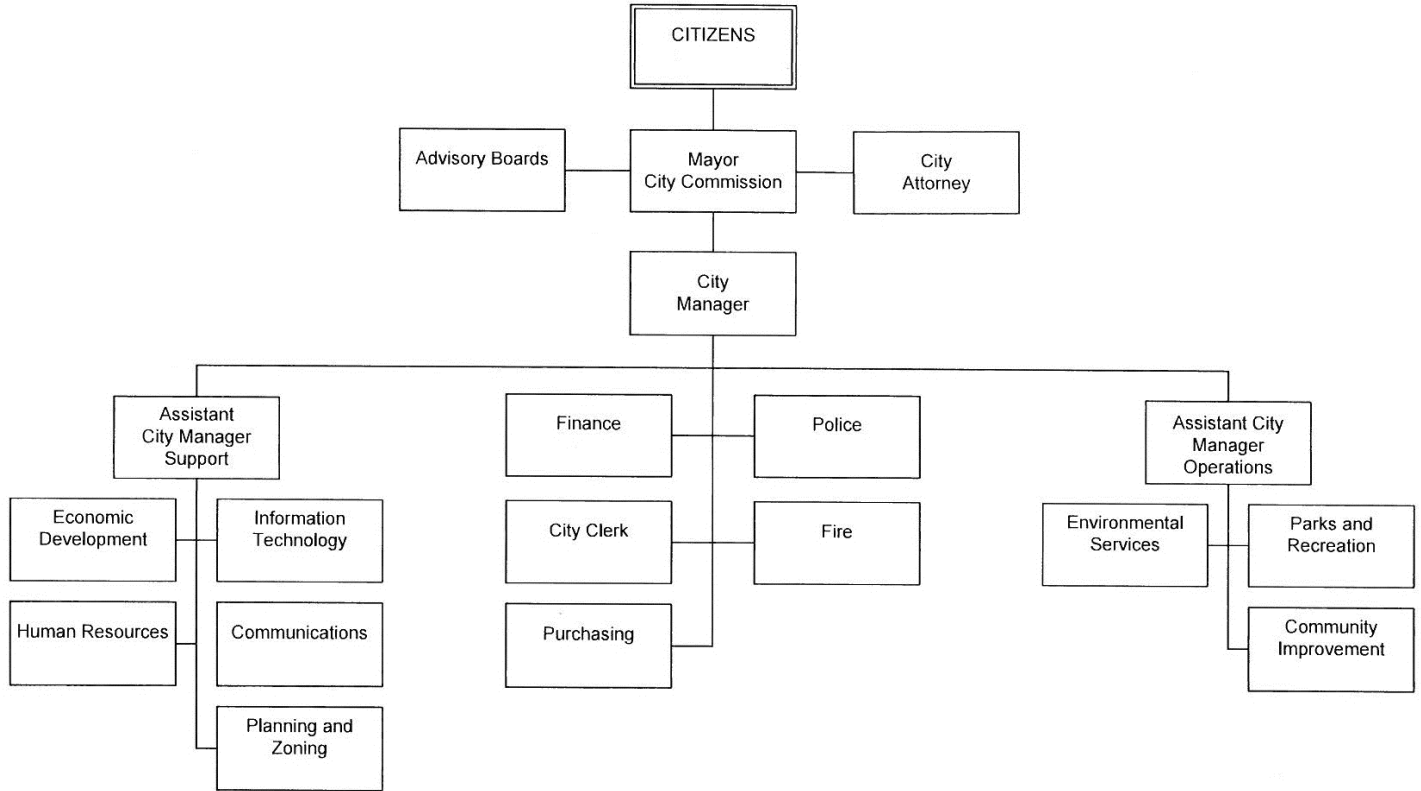 CITIZENS
Advisory Boards
Mayor
City Commission
City
Attorney
City
Manager
Assistant
City Manager
Support
Finance
Police
Assistant City
Manager
Operations
Economic
Development
Information
Technology
City Clerk
Fire
Environmental
Services
Parks and
Recreation
Human Resources
Communications
Purchasing
Community
Improvement
Planning and
Zoning